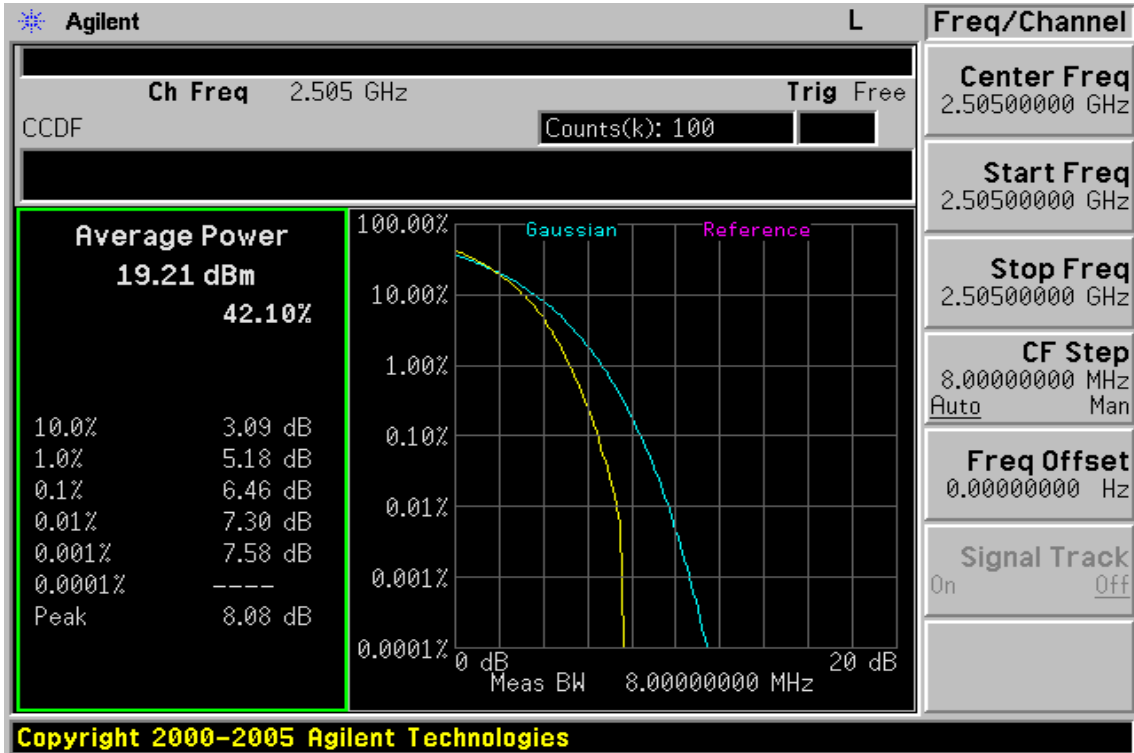 Agilent
L
Ch Freq 2.505 GHz
Trig Free
CCDF
Counts(k): 100
Average Power
19.21 dBm
42.10%
10.0% 3.09 dB
1.0% 5.18 dB
0.1% 6.46 dB
0.01% 7.30 dB
0.001% 7.58 dB
0.0001% ----
Peak 8.08 dB
Gaussian
Reference
100.00%
10.00%
1.00%
0.10%
0.01%
0.001%
0.0001%
0 dB
20 dB
Meas BW 8.00000000 MHz
Freq/Channel
Center Freq
2.50500000 GHz
Start Freq
2.50500000 GHz
Stop Freq
2.50500000 GHz
CF Step
8.00000000 MHz
Auto Man
Freq Offset
0.00000000 Hz
Signal Track
On Off
Copyright 2000-2005 Agilent Technologies